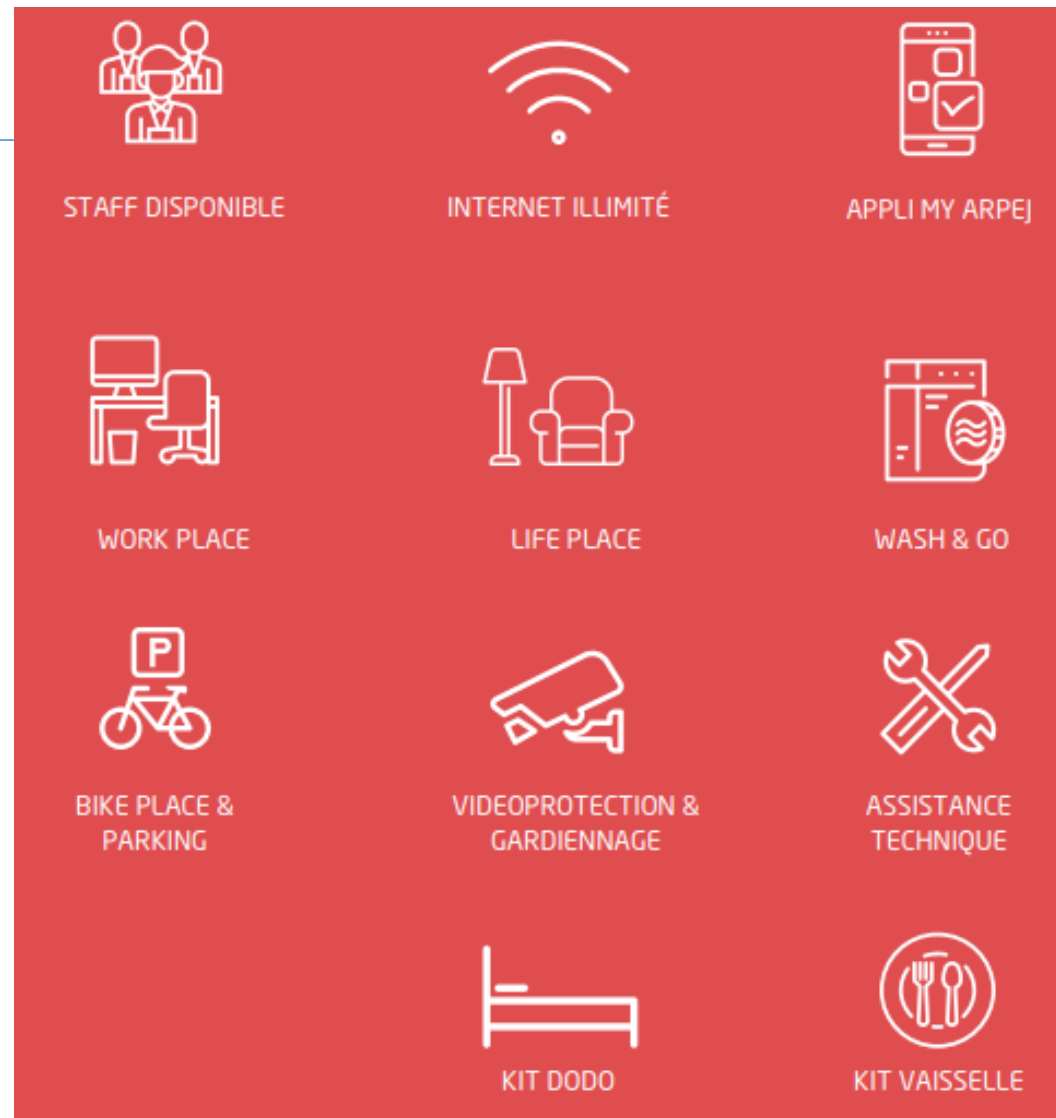 STAFF DISPONIBLE
INTERNET ILLIMITÉ
APPLI MY ARPEJ
WORK PLACE
LIFE PLACE
WASH & GO
P
BIKE PLACE &
PARKING
VIDEOPROTECTION &
GARDIENNAGE
ASSISTANCE
TECHNIQUE
KIT DODO
KIT VAISSELLE